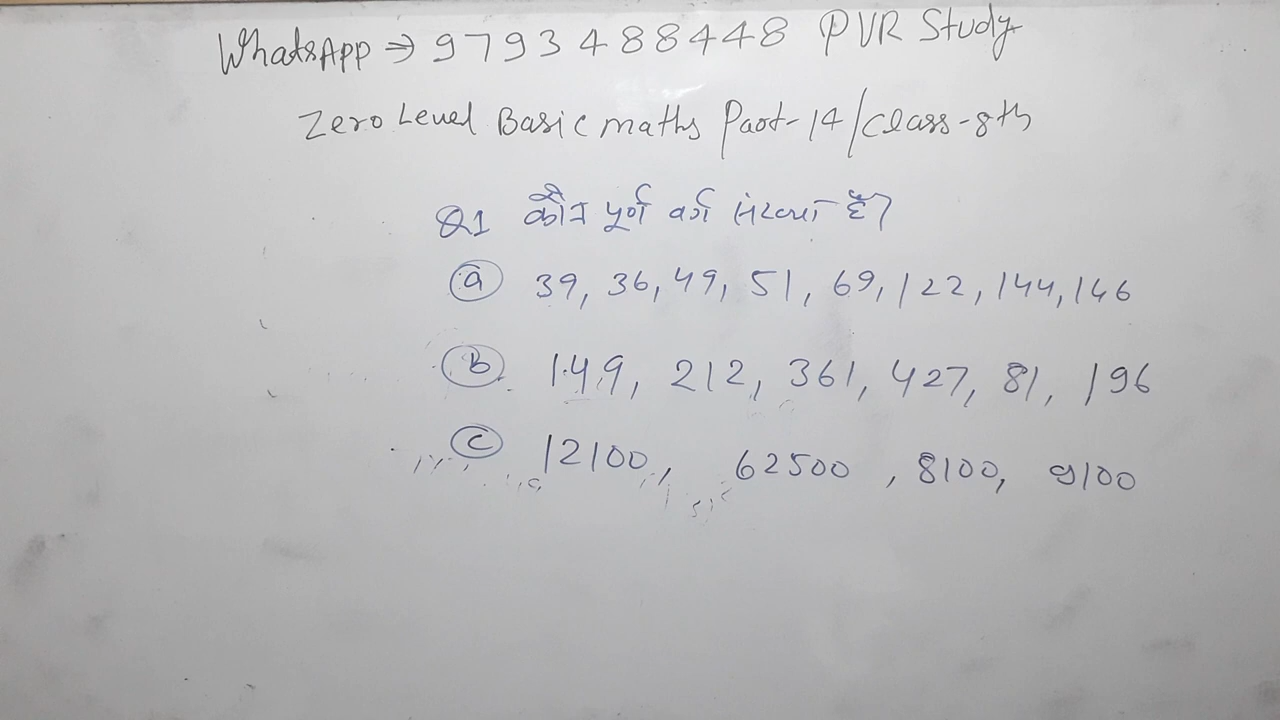 WhatsApp ⇒ 9793488448 PVR Study
Zero Level Basic maths Part-14/class-8th
Q1 कौन पूर्ण वर्ग संख्या है?
(a) 39, 36, 49, 51, 69, 122, 144, 146
(b) 149, 212, 361, 427, 81, 196
(c) 12100, 62500, 8100, 9100